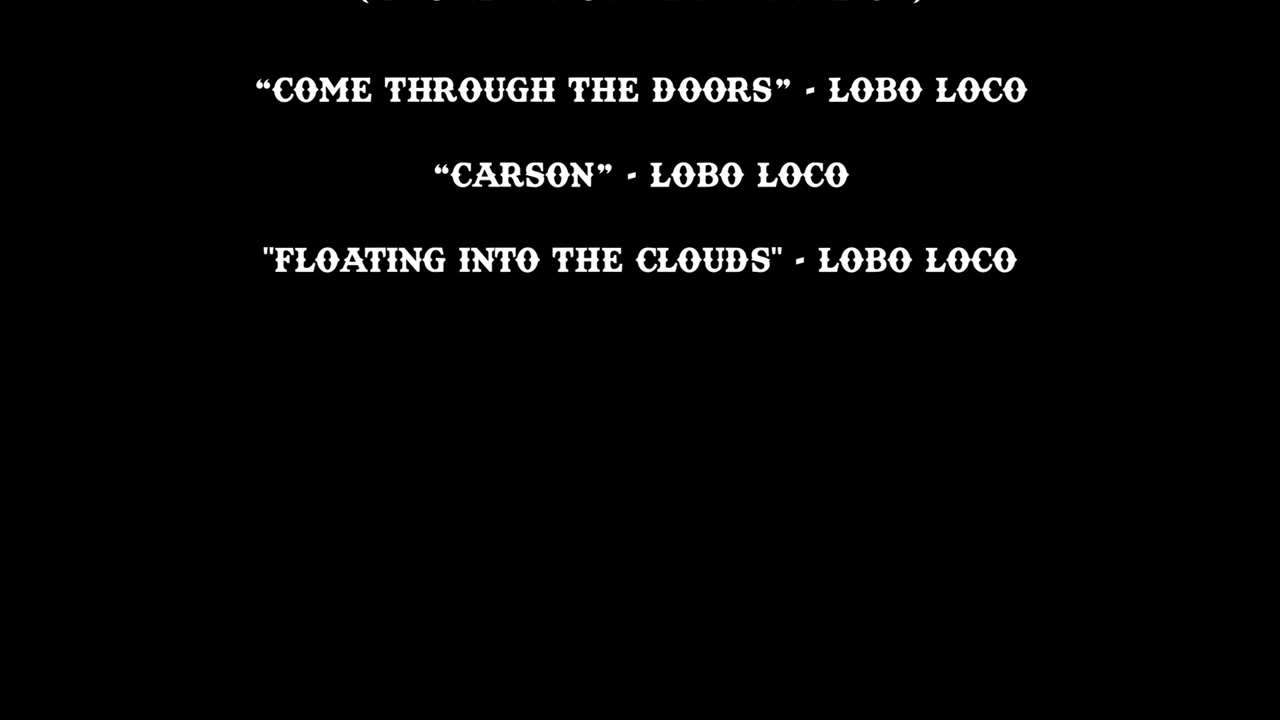 “COME THROUGH THE DOORS” - LOBO LOCO
“CARSON” - LOBO LOCO
"FLOATING INTO THE CLOUDS" - LOBO LOCO